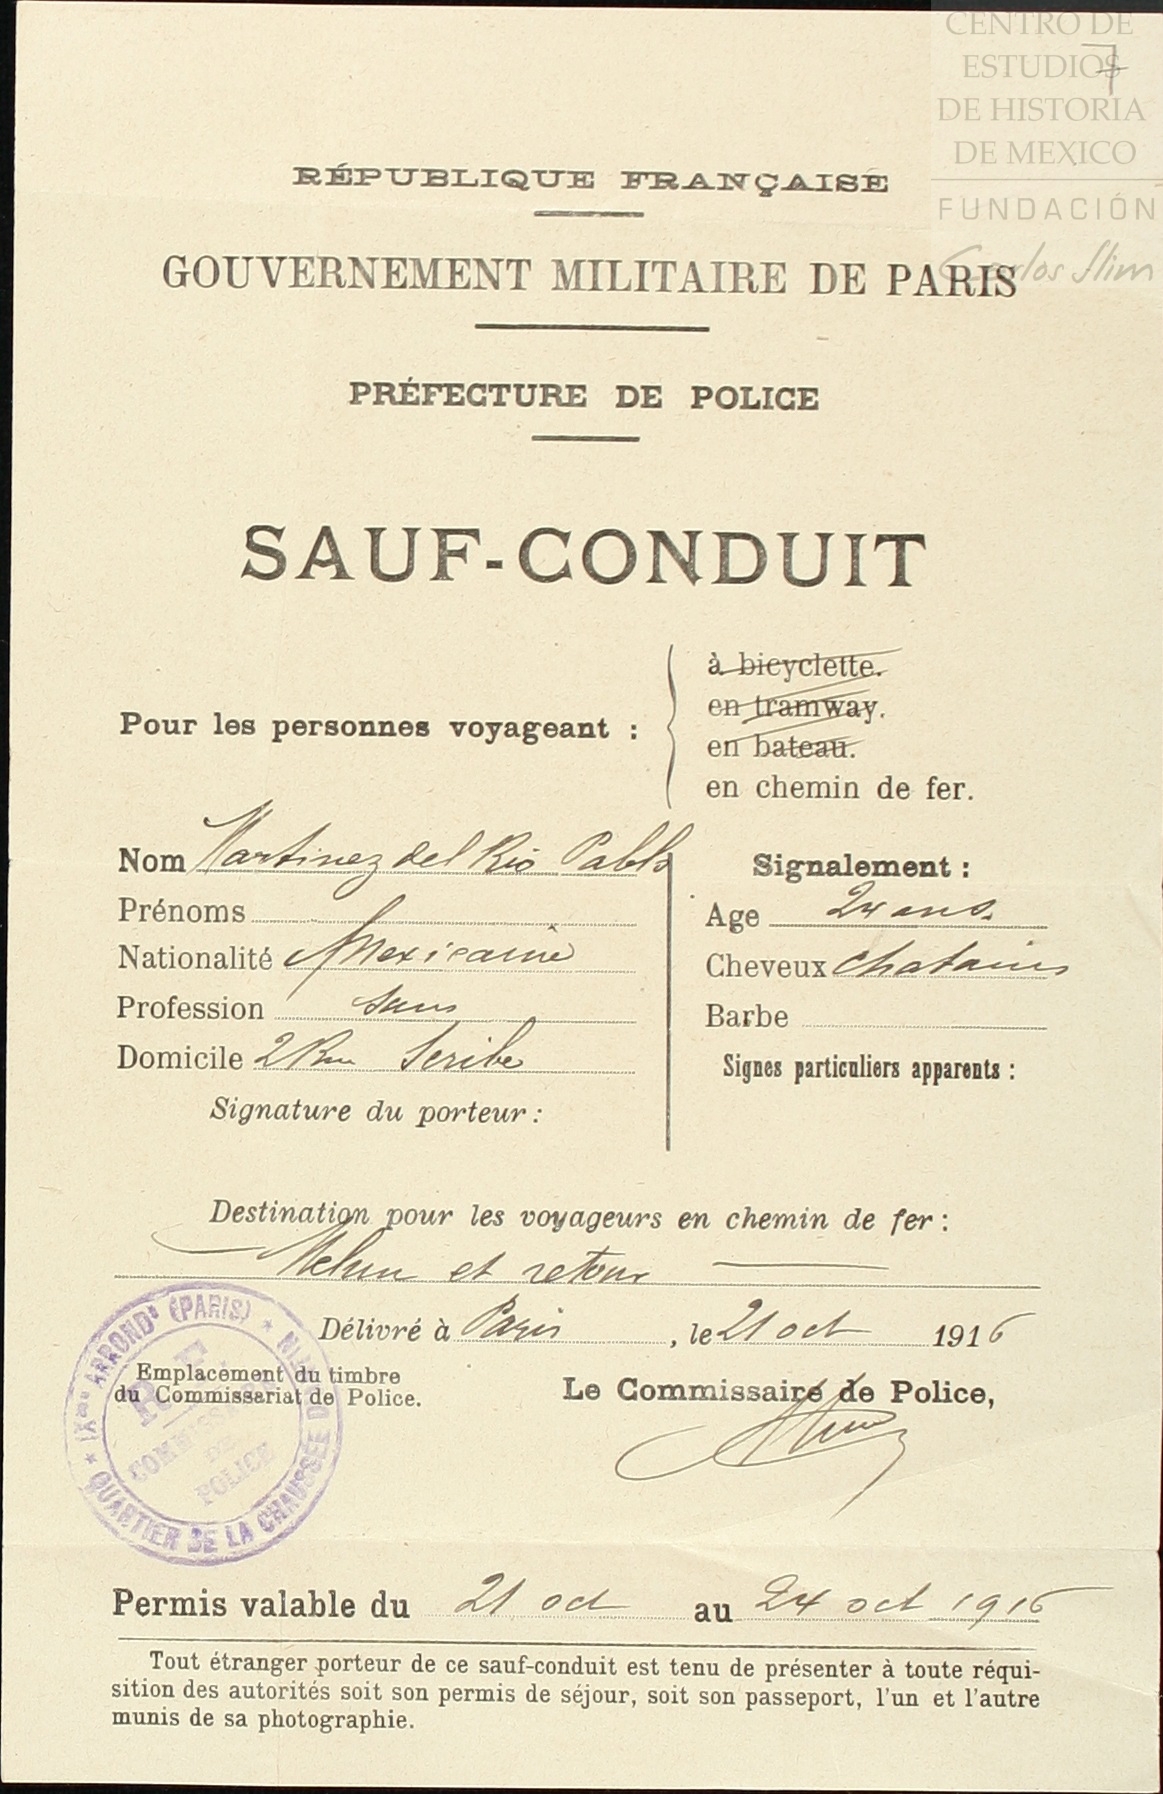 CENTRO DE
ESTUDIOS
DE HISTORIA
DE MEXICO
FUNDACIÓN
Carlos Slim
7
RÉPUBLIQUE FRANÇAISE
GOUVERNEMENT MILITAIRE DE PARIS
PRÉFECTURE DE POLICE
SAUF-CONDUIT
Pour les personnes voyageant :
à bicyclette.
en tramway.
en bateau.
en chemin de fer.
Nom Martinez del Rio Pablo
Prénoms
Nationalité Mexicaine
Profession sans
Domicile 2 Rue Scribe
Signature du porteur :
Signalement :
Age 24 ans.
Cheveux chatains
Barbe
Signes particuliers apparents :
Destination pour les voyageurs en chemin de fer :
Melun et retour
Délivré à Paris, le 21 oct 1916
Emplacement du timbre
du Commissariat de Police.
Le Commissaire de Police,
IXme ARRONDt (PARIS)
QUARTIER DE LA CHAUSSÉE D'ANTIN
R. F.
COMMISSAIRE
DE
POLICE
Permis valable du 21 oct au 24 oct 1916
Tout étranger porteur de ce sauf-conduit est tenu de présenter à toute réqui-
sition des autorités soit son permis de séjour, soit son passeport, l'un et l'autre
munis de sa photographie.